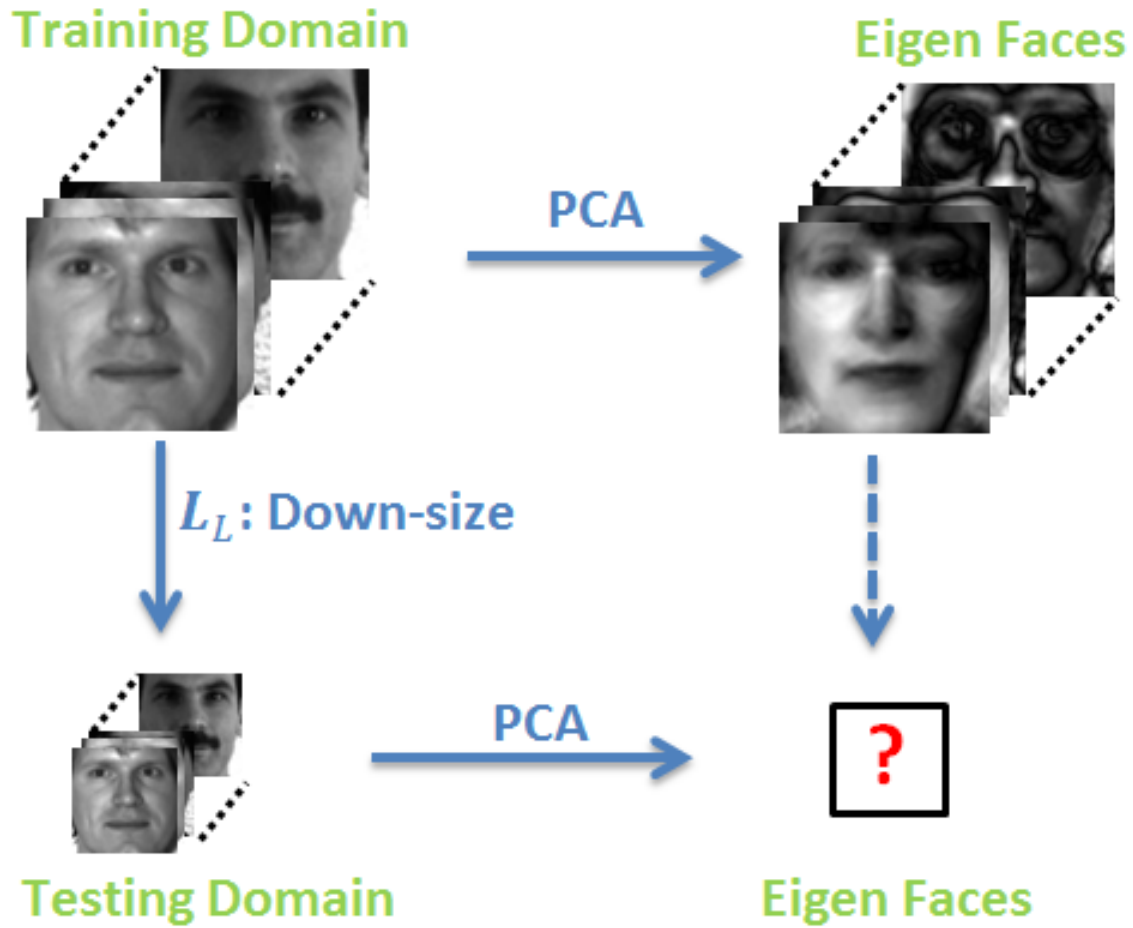 Training Domain
Eigen Faces
PCA
L_L: Down-size
PCA
?
Testing Domain
Eigen Faces